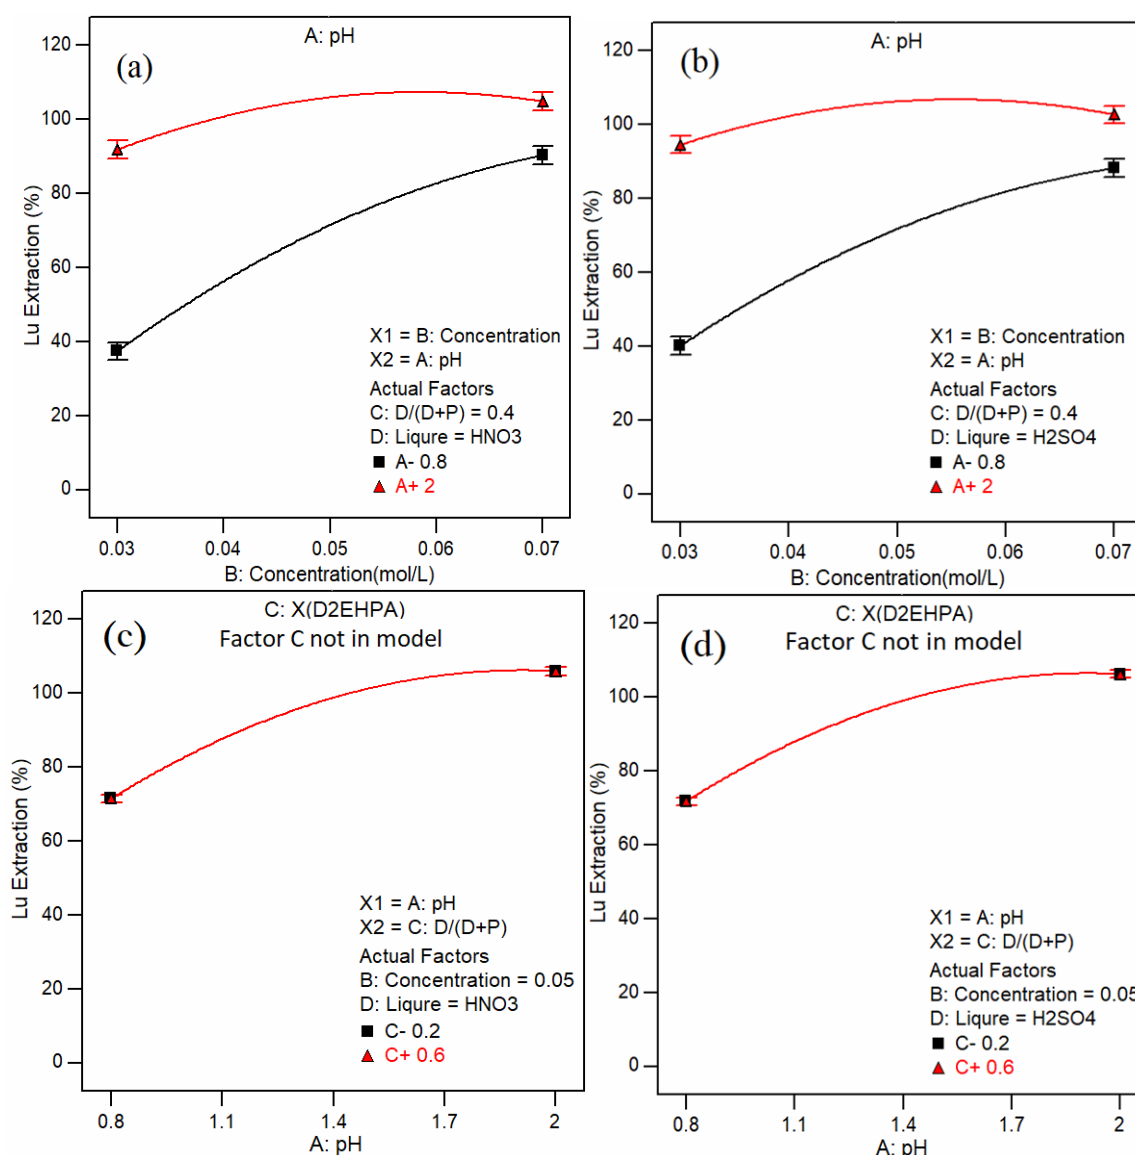 A: pH
(a)
120
100
80
60
40
20
0
Lu Extraction (%)
X1 = B: Concentration
X2 = A: pH
Actual Factors
C: D/(D+P) = 0.4
D: Liqure = HNO3
A- 0.8
A+ 2
0.03 0.04 0.05 0.06 0.07
B: Concentration(mol/L)
A: pH
(b)
120
100
80
60
40
20
0
Lu Extraction (%)
X1 = B: Concentration
X2 = A: pH
Actual Factors
C: D/(D+P) = 0.4
D: Liqure = H2SO4
A- 0.8
A+ 2
0.03 0.04 0.05 0.06 0.07
B: Concentration(mol/L)
C: X(D2EHPA)
(c)
Factor C not in model
120
100
80
60
40
20
0
Lu Extraction (%)
X1 = A: pH
X2 = C: D/(D+P)
Actual Factors
B: Concentration = 0.05
D: Liqure = HNO3
C- 0.2
C+ 0.6
0.8 1.1 1.4 1.7 2
A: pH
C: X(D2EHPA)
(d)
Factor C not in model
120
100
80
60
40
20
0
Lu Extraction (%)
X1 = A: pH
X2 = C: D/(D+P)
Actual Factors
B: Concentration = 0.05
D: Liqure = H2SO4
C- 0.2
C+ 0.6
0.8 1.1 1.4 1.7 2
A: pH